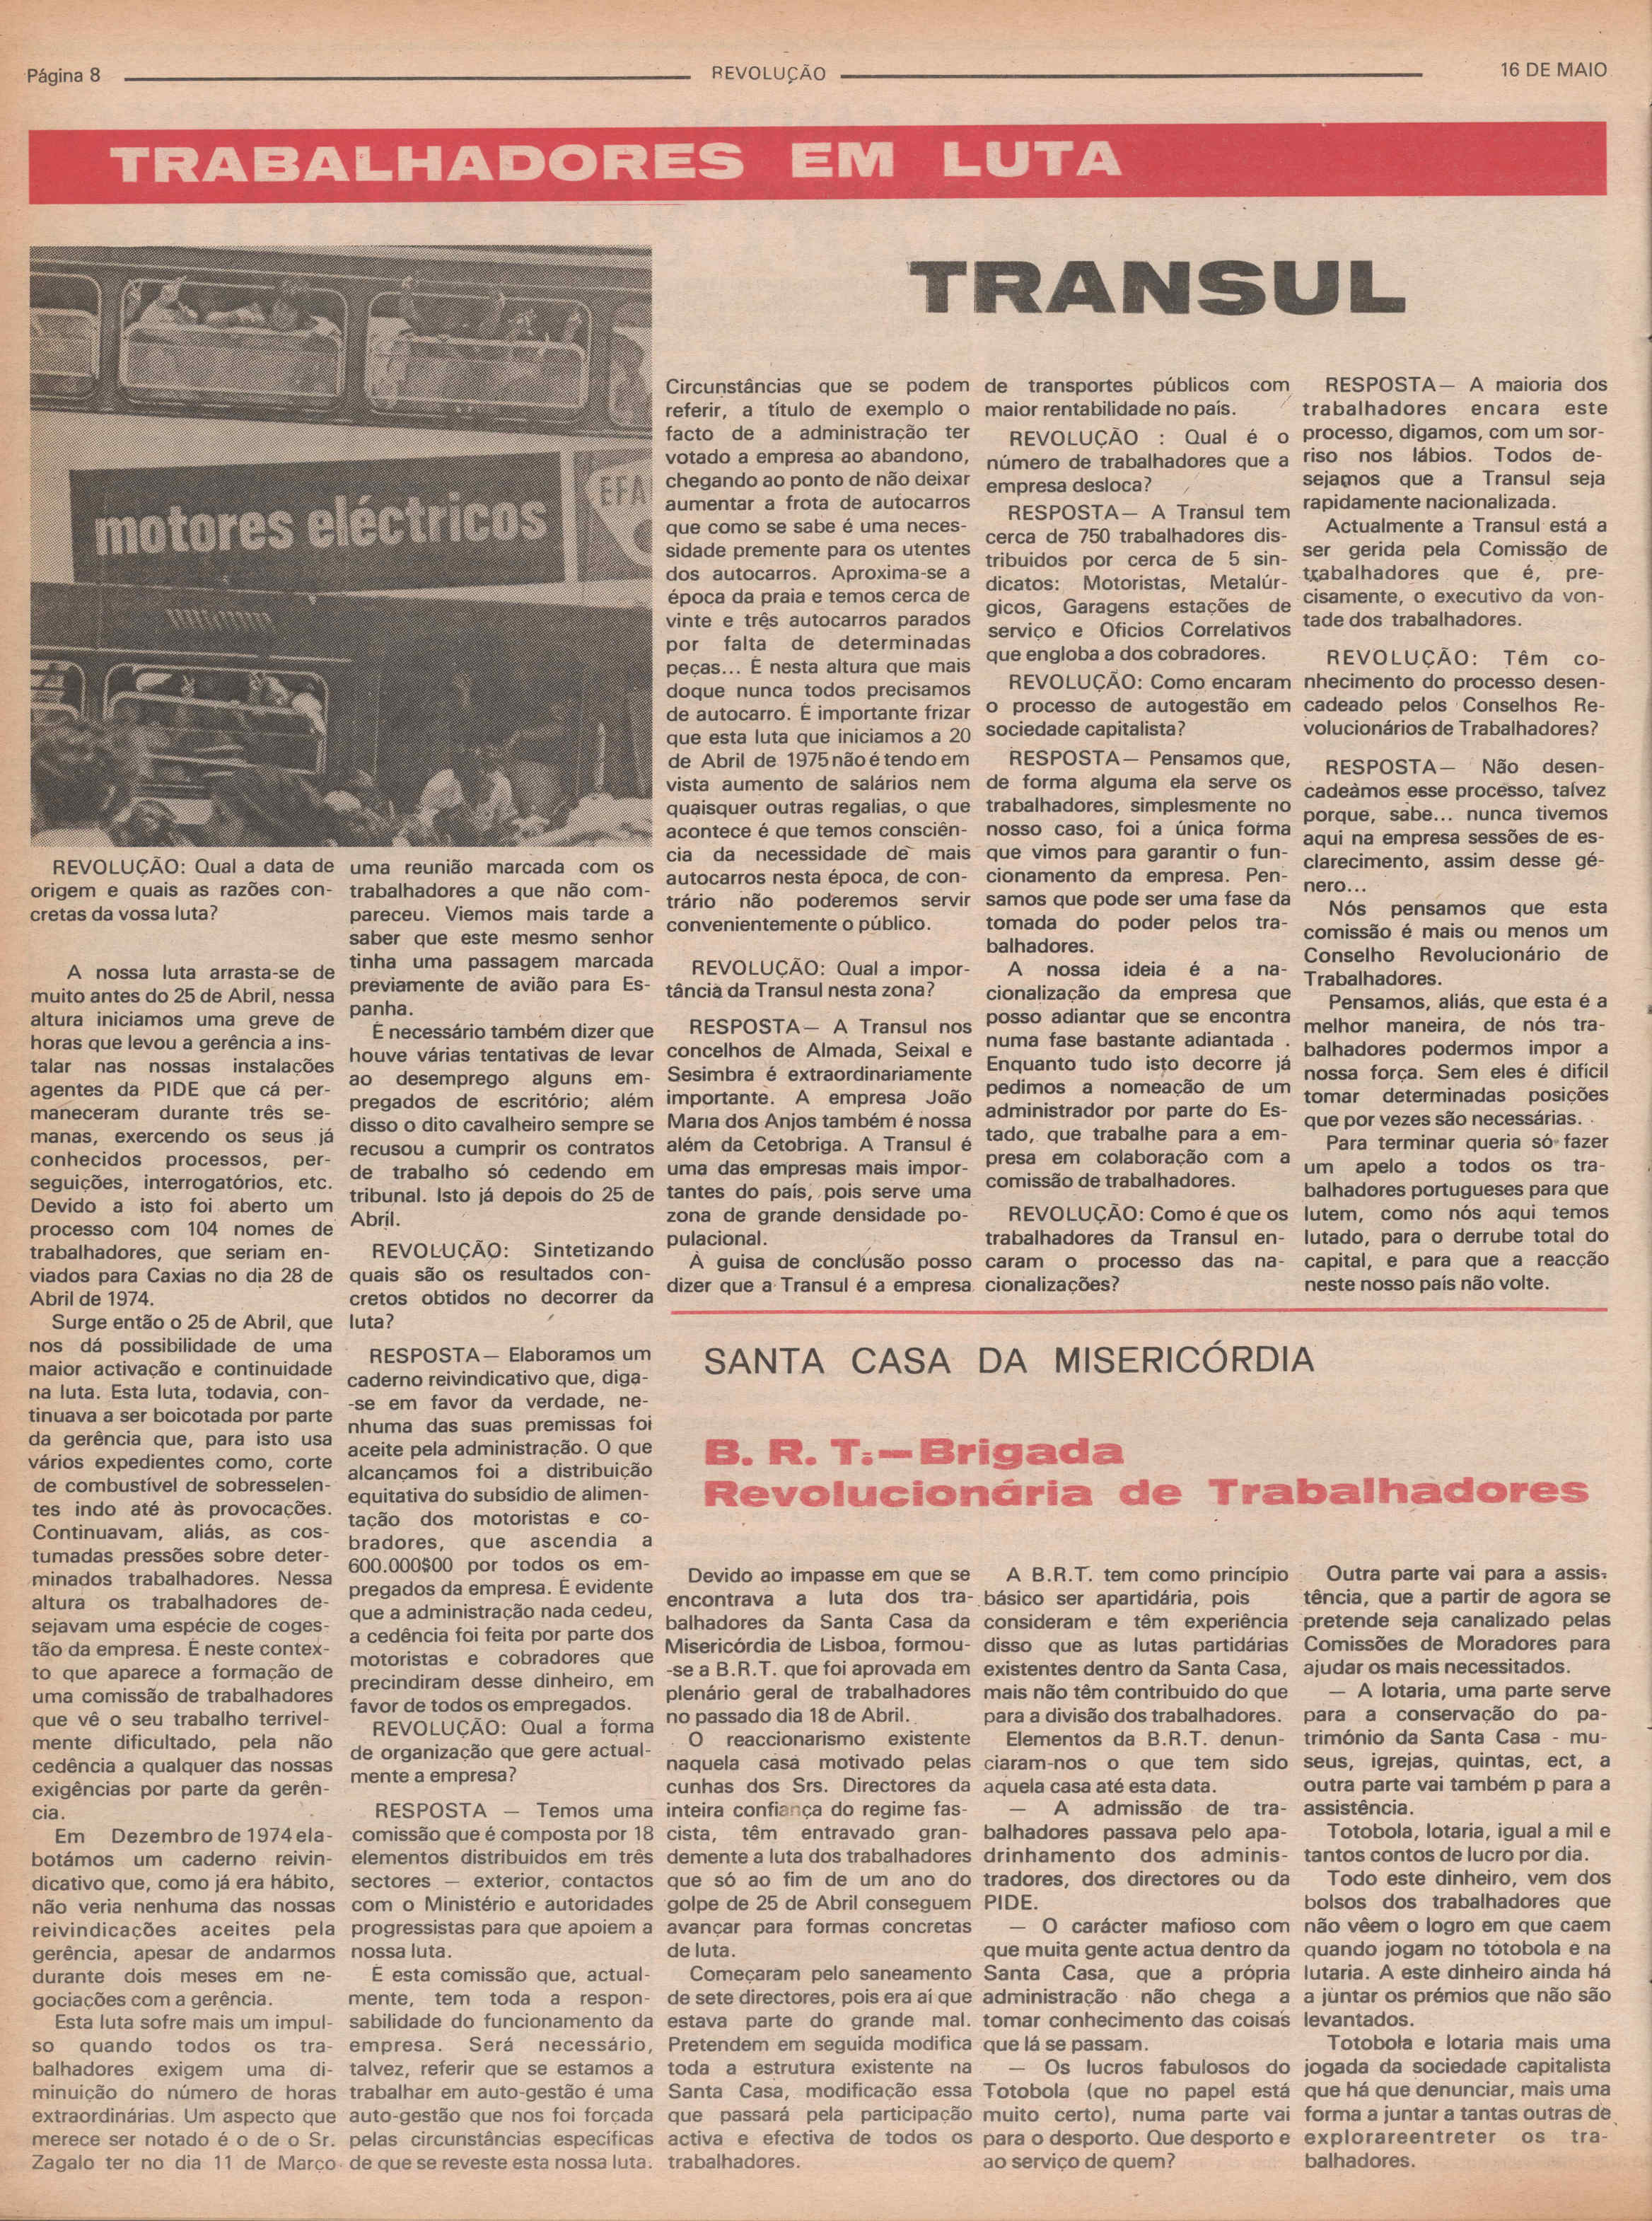 Página 8
REVOLUÇÃO
16 DE MAIO
TRABALHADORES EM LUTA
TRANSUL
motores eléctricos
EFA
REVOLUÇÃO: Qual a data de
origem e quais as razões con-
cretas da vossa luta?
A nossa luta arrasta-se de
muito antes do 25 de Abril, nessa
altura iniciamos uma greve de
horas que levou a gerência a ins-
talar nas nossas instalações
agentes da PIDE que cá per-
maneceram durante três se-
manas, exercendo os seus já
conhecidos processos, per-
seguições, interrogatórios, etc.
Devido a isto foi aberto um
processo com 104 nomes de
trabalhadores, que seriam en-
viados para Caxias no dia 28 de
Abril de 1974.
Surge então o 25 de Abril, que
nos dá possibilidade de uma
maior activação e continuidade
na luta. Esta luta, todavia, con-
tinuava a ser boicotada por parte
da gerência que, para isto usa
vários expedientes como, corte
de combustível de sobresselen-
tes indo até às provocações.
Continuavam, aliás, as cos-
tumadas pressões sobre deter-
minados trabalhadores. Nessa
altura os trabalhadores de-
sejavam uma espécie de coges-
tão da empresa. É neste contex-
to que aparece a formação de
uma comissão de trabalhadores
que vê o seu trabalho terrivel-
mente dificultado, pela não
cedência a qualquer das nossas
exigências por parte da gerên-
cia.
Em Dezembro de 1974 ela-
botámos um caderno reivin-
dicativo que, como já era hábito,
não veria nenhuma das nossas
reivindicações aceites pela
gerência, apesar de andarmos
durante dois meses em ne-
gociações com a gerência.
Esta luta sofre mais um impul-
so quando todos os tra-
balhadores exigem uma di-
minuição do número de horas
extraordinárias. Um aspecto que
merece ser notado é o de o Sr.
Zagalo ter no dia 11 de Março
uma reunião marcada com os
trabalhadores a que não com-
pareceu. Viemos mais tarde a
saber que este mesmo senhor
tinha uma passagem marcada
previamente de avião para Es-
panha.
É necessário também dizer que
houve várias tentativas de levar
ao desemprego alguns em-
pregados de escritório; além
disso o dito cavalheiro sempre se
recusou a cumprir os contratos
de trabalho só cedendo em
tribunal. Isto já depois do 25 de
Abril.
REVOLUÇÃO: Sintetizando
quais são os resultados con-
cretos obtidos no decorrer da
luta?
RESPOSTA— Elaboramos um
caderno reivindicativo que, diga-
-se em favor da verdade, ne-
nhuma das suas premissas foi
aceite pela administração. O que
alcançamos foi a distribuição
equitativa do subsídio de alimen-
tação dos motoristas e co-
bradores, que ascendia a
600.000$00 por todos os em-
pregados da empresa. É evidente
que a administração nada cedeu,
a cedência foi feita por parte dos
motoristas e cobradores que
precindiram desse dinheiro, em
favor de todos os empregados.
REVOLUÇÃO: Qual a forma
de organização que gere actual-
mente a empresa?
RESPOSTA — Temos uma
comissão que é composta por 18
elementos distribuidos em três
sectores — exterior, contactos
com o Ministério e autoridades
progressistas para que apoiem a
nossa luta.
É esta comissão que, actual-
mente, tem toda a respon-
sabilidade do funcionamento da
empresa. Será necessário,
talvez, referir que se estamos a
trabalhar em auto-gestão é uma
auto-gestão que nos foi forçada
pelas circunstâncias específicas
de que se reveste esta nossa luta.
Circunstâncias que se podem
referir, a título de exemplo o
facto de a administração ter
votado a empresa ao abandono,
chegando ao ponto de não deixar
aumentar a frota de autocarros
que como se sabe é uma neces-
sidade premente para os utentes
dos autocarros. Aproxima-se a
época da praia e temos cerca de
vinte e três autocarros parados
por falta de determinadas
peças... É nesta altura que mais
doque nunca todos precisamos
de autocarro. É importante frizar
que esta luta que iniciamos a 20
de Abril de 1975 não é tendo em
vista aumento de salários nem
quaisquer outras regalias, o que
acontece é que temos consciên-
cia da necessidade de mais
autocarros nesta época, de con-
trário não poderemos servir
convenientemente o público.
REVOLUÇÃO: Qual a impor-
tância da Transul nesta zona?
RESPOSTA— A Transul nos
concelhos de Almada, Seixal e
Sesimbra é extraordinariamente
importante. A empresa João
Maria dos Anjos também é nossa
além da Cetobriga. A Transul é
uma das empresas mais impor-
tantes do país, pois serve uma
zona de grande densidade po-
pulacional.
À guisa de conclusão posso
dizer que a Transul é a empresa
de transportes públicos com
maior rentabilidade no país.
REVOLUÇÃO : Qual é o
número de trabalhadores que a
empresa desloca?
RESPOSTA— A Transul tem
cerca de 750 trabalhadores dis-
tribuidos por cerca de 5 sin-
dicatos: Motoristas, Metalúr-
gicos, Garagens estações de
serviço e Oficios Correlativos
que engloba a dos cobradores.
REVOLUÇÃO: Como encaram
o processo de autogestão em
sociedade capitalista?
RESPOSTA— Pensamos que,
de forma alguma ela serve os
trabalhadores, simplesmente no
nosso caso, foi a única forma
que vimos para garantir o fun-
cionamento da empresa. Pen-
samos que pode ser uma fase da
tomada do poder pelos tra-
balhadores.
A nossa ideia é a na-
cionalização da empresa que
posso adiantar que se encontra
numa fase bastante adiantada .
Enquanto tudo isto decorre já
pedimos a nomeação de um
administrador por parte do Es-
tado, que trabalhe para a em-
presa em colaboração com a
comissão de trabalhadores.
REVOLUÇÃO: Como é que os
trabalhadores da Transul en-
caram o processo das na-
cionalizações?
RESPOSTA— A maioria dos
trabalhadores encara este
processo, digamos, com um sor-
riso nos lábios. Todos de-
sejamos que a Transul seja
rapidamente nacionalizada.
Actualmente a Transul está a
ser gerida pela Comissão de
trabalhadores que é, pre-
cisamente, o executivo da von-
tade dos trabalhadores.
REVOLUÇÃO: Têm co-
nhecimento do processo desen-
cadeado pelos Conselhos Re-
volucionários de Trabalhadores?
RESPOSTA— Não desen-
cadeàmos esse processo, talvez
porque, sabe... nunca tivemos
aqui na empresa sessões de es-
clarecimento, assim desse gé-
nero...
Nós pensamos que esta
comissão é mais ou menos um
Conselho Revolucionário de
Trabalhadores.
Pensamos, aliás, que esta é a
melhor maneira, de nós tra-
balhadores podermos impor a
nossa força. Sem eles é difícil
tomar determinadas posições
que por vezes são necessárias.
Para terminar queria só fazer
um apelo a todos os tra-
balhadores portugueses para que
lutem, como nós aqui temos
lutado, para o derrube total do
capital, e para que a reacção
neste nosso país não volte.
SANTA CASA DA MISERICÓRDIA
B. R. T.—Brigada
Revolucionária de Trabalhadores
Devido ao impasse em que se
encontrava a luta dos tra-
balhadores da Santa Casa da
Misericórdia de Lisboa, formou-
-se a B.R.T. que foi aprovada em
plenário geral de trabalhadores
no passado dia 18 de Abril.
O reaccionarismo existente
naquela casa motivado pelas
cunhas dos Srs. Directores da
inteira confiança do regime fas-
cista, têm entravado gran-
demente a luta dos trabalhadores
que só ao fim de um ano do
golpe de 25 de Abril conseguem
avançar para formas concretas
de luta.
Começaram pelo saneamento
de sete directores, pois era aí que
estava parte do grande mal.
Pretendem em seguida modifica
toda a estrutura existente na
Santa Casa, modificação essa
que passará pela participação
activa e efectiva de todos os
trabalhadores.
A B.R.T. tem como princípio
básico ser apartidária, pois
consideram e têm experiência
disso que as lutas partidárias
existentes dentro da Santa Casa,
mais não têm contribuido do que
para a divisão dos trabalhadores.
Elementos da B.R.T. denun-
ciaram-nos o que tem sido
aquela casa até esta data.
— A admissão de tra-
balhadores passava pelo apa-
drinhamento dos adminis-
tradores, dos directores ou da
PIDE.
— O carácter mafioso com
que muita gente actua dentro da
Santa Casa, que a própria
administração não chega a
tomar conhecimento das coisas
que lá se passam.
— Os lucros fabulosos do
Totobola (que no papel está
muito certo), numa parte vai
para o desporto. Que desporto e
ao serviço de quem?
Outra parte vai para a assis-
tência, que a partir de agora se
pretende seja canalizado pelas
Comissões de Moradores para
ajudar os mais necessitados.
— A lotaria, uma parte serve
para a conservação do pa-
trimónio da Santa Casa - mu-
seus, igrejas, quintas, ect, a
outra parte vai também p para a
assistência.
Totobola, lotaria, igual a mil e
tantos contos de lucro por dia.
Todo este dinheiro, vem dos
bolsos dos trabalhadores que
não vêem o logro em que caem
quando jogam no totobola e na
lutaria. A este dinheiro ainda há
a juntar os prémios que não são
levantados.
Totobola e lotaria mais uma
jogada da sociedade capitalista
que há que denunciar, mais uma
forma a juntar a tantas outras de
explorareentreter os tra-
balhadores.